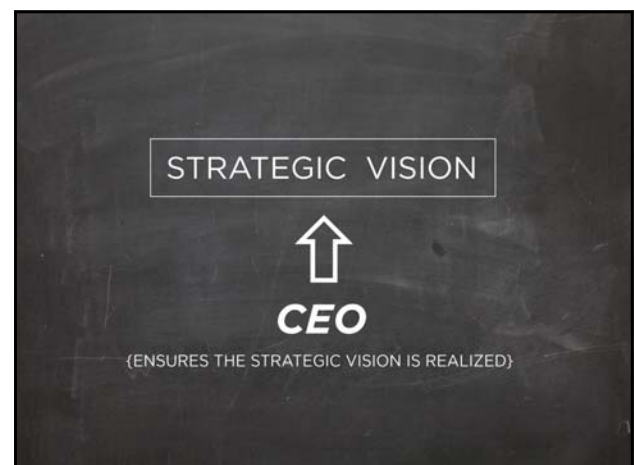 STRATEGIC VISION
CEO
{ENSURES THE STRATEGIC VISION IS REALIZED}